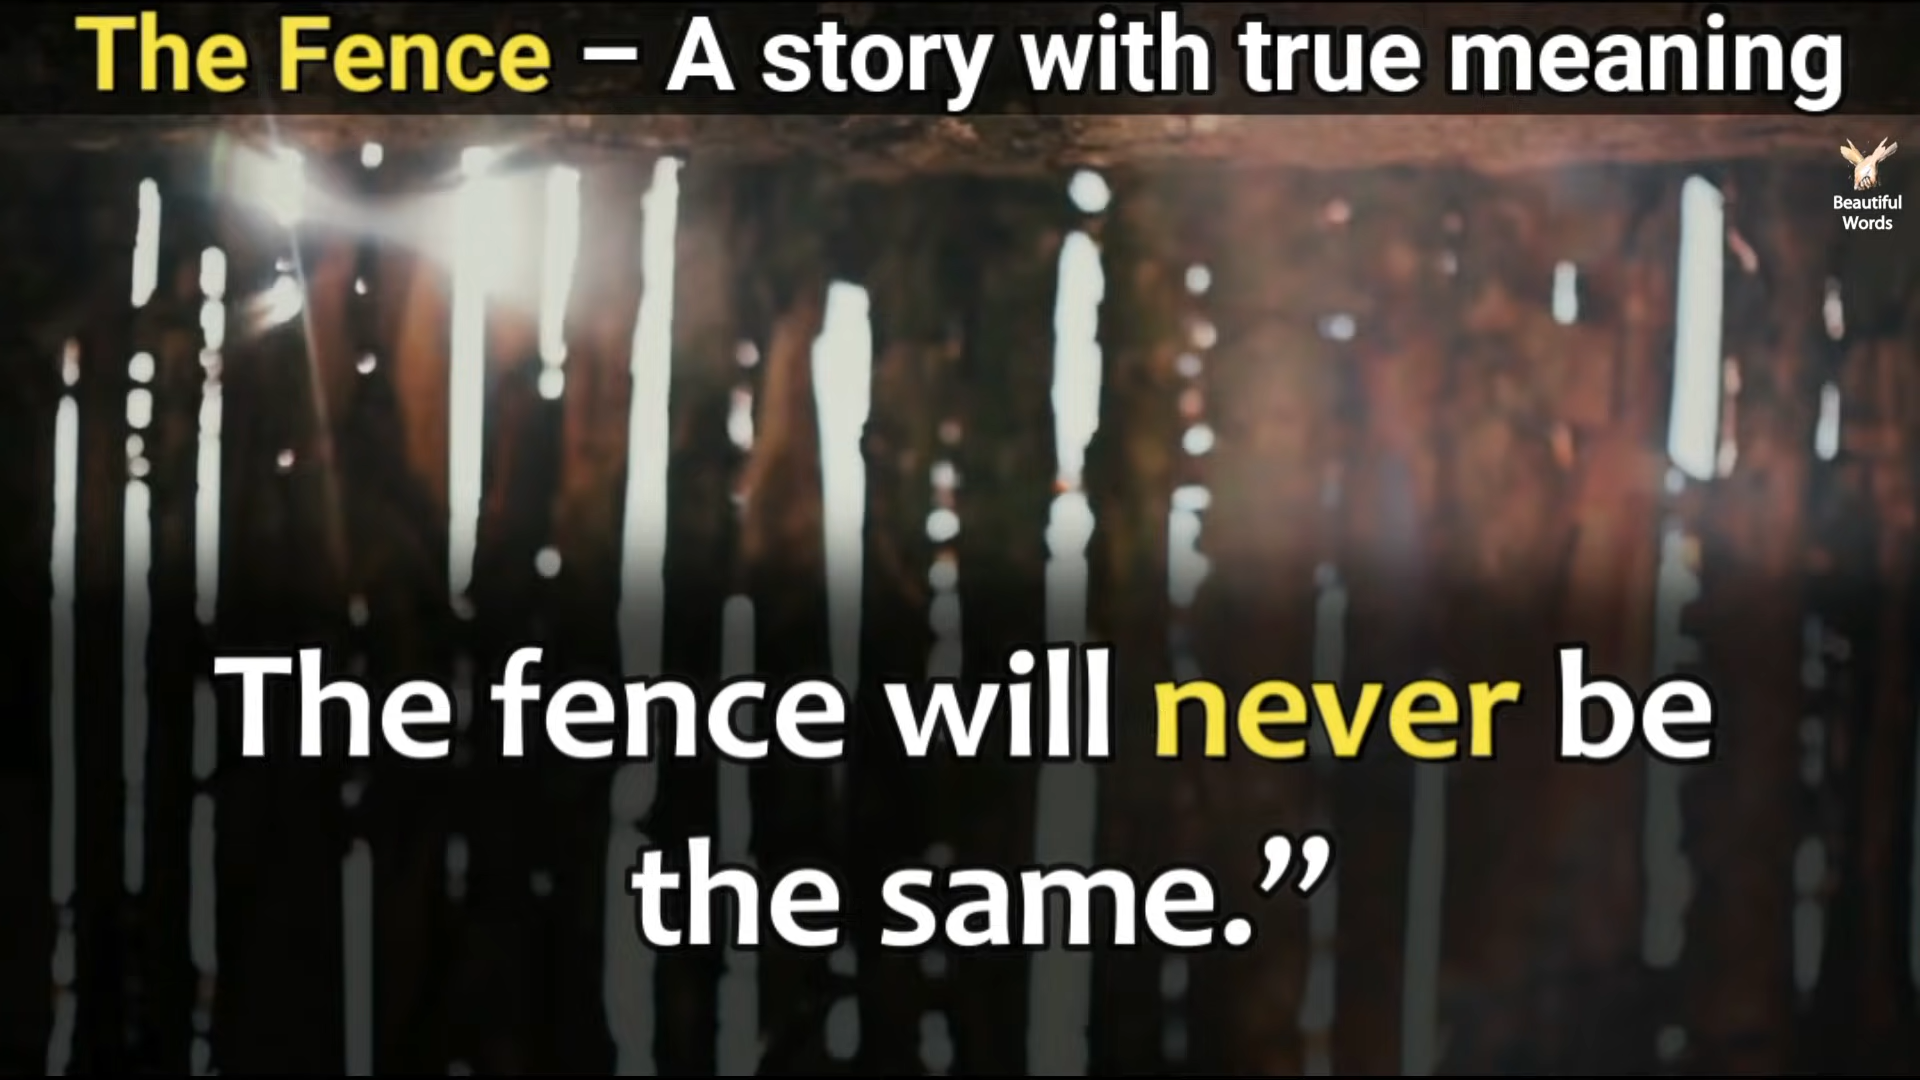 The Fence – A story with true meaning
Beautiful
Words
The fence will never be
the same.”